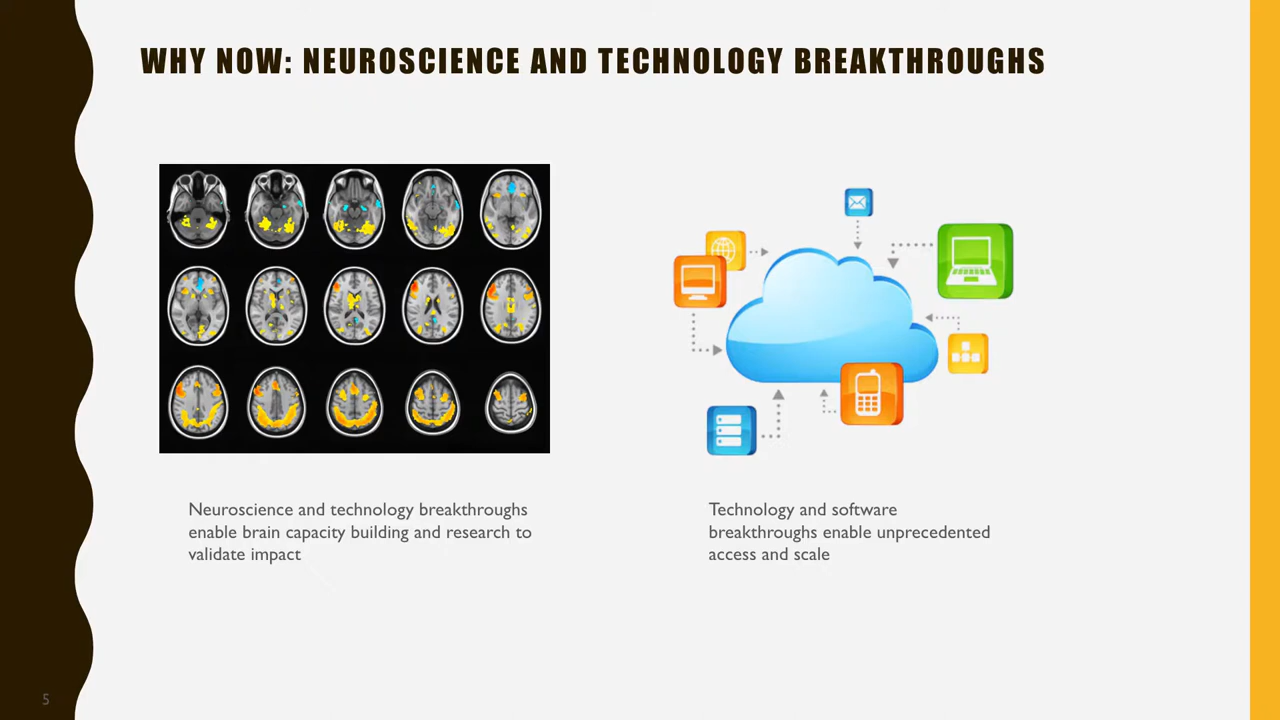 WHY NOW: NEUROSCIENCE AND TECHNOLOGY BREAKTHROUGHS
Neuroscience and technology breakthroughs
enable brain capacity building and research to
validate impact
Technology and software
breakthroughs enable unprecedented
access and scale
5